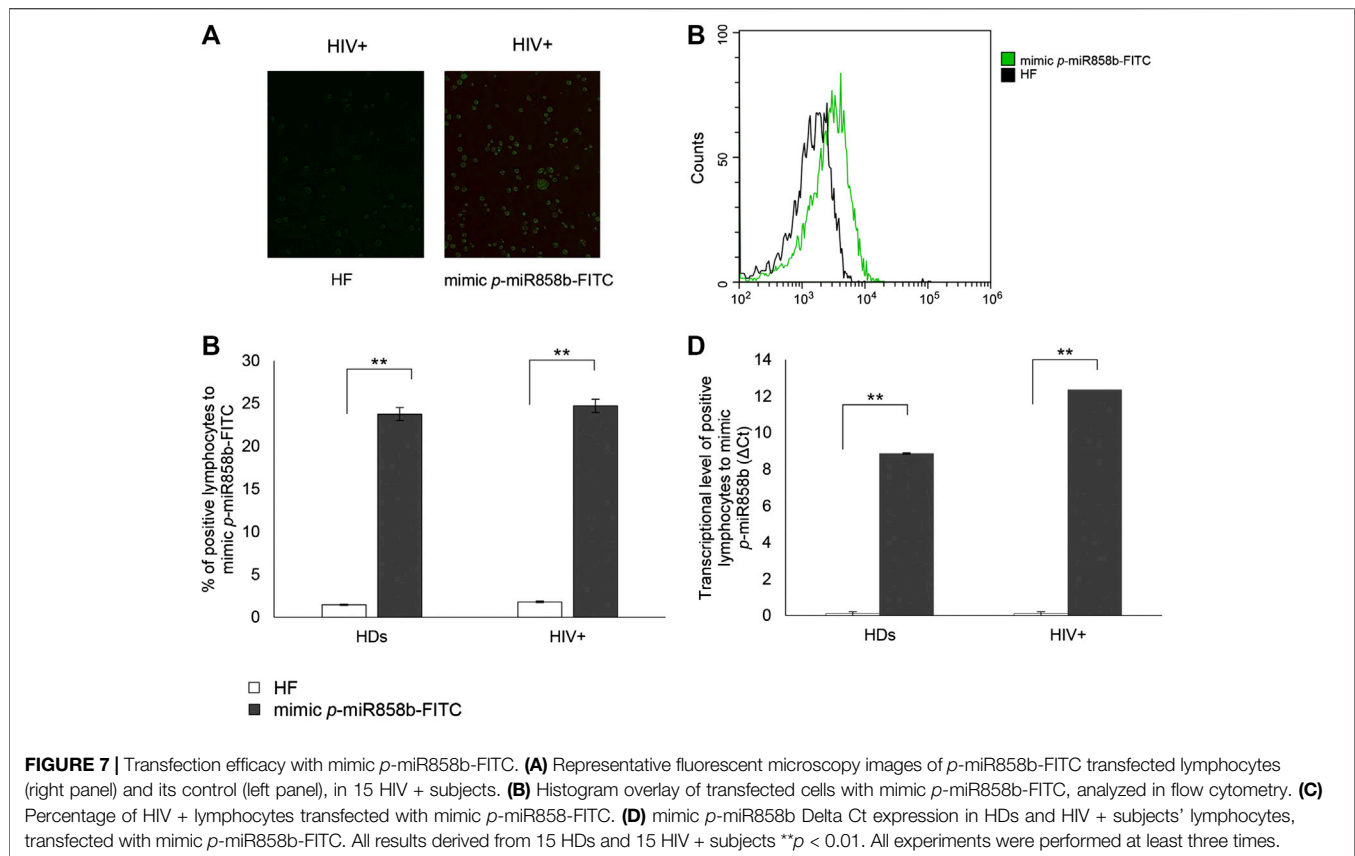 A
HIV+
HIV+
HF
mimic p-miR858b-FITC
B
100
50
0
Counts
10²
10³
10⁴
10⁵
10⁶
mimic p-miR858b-FITC
HF
B
% of positive lymphocytes to
mimic p-miR858b-FITC
30
25
20
15
10
5
0
**
**
HDs
HIV+
HF
mimic p-miR858b-FITC
D
Transcriptional level of positive
lymphocytes to mimic
p-miR858b (ΔCt)
14
12
10
8
6
4
2
0
**
**
HDs
HIV+
FIGURE 7 | Transfection efficacy with mimic p-miR858b-FITC. (A) Representative fluorescent microscopy images of p-miR858b-FITC transfected lymphocytes
(right panel) and its control (left panel), in 15 HIV + subjects. (B) Histogram overlay of transfected cells with mimic p-miR858b-FITC, analyzed in flow cytometry. (C)
Percentage of HIV + lymphocytes transfected with mimic p-miR858-FITC. (D) mimic p-miR858b Delta Ct expression in HDs and HIV + subjects' lymphocytes,
transfected with mimic p-miR858b-FITC. All results derived from 15 HDs and 15 HIV + subjects **p < 0.01. All experiments were performed at least three times.